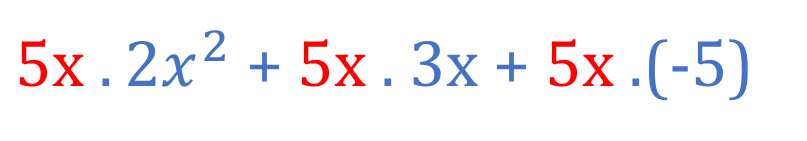 5x . 2x² + 5x . 3x + 5x .(-5)